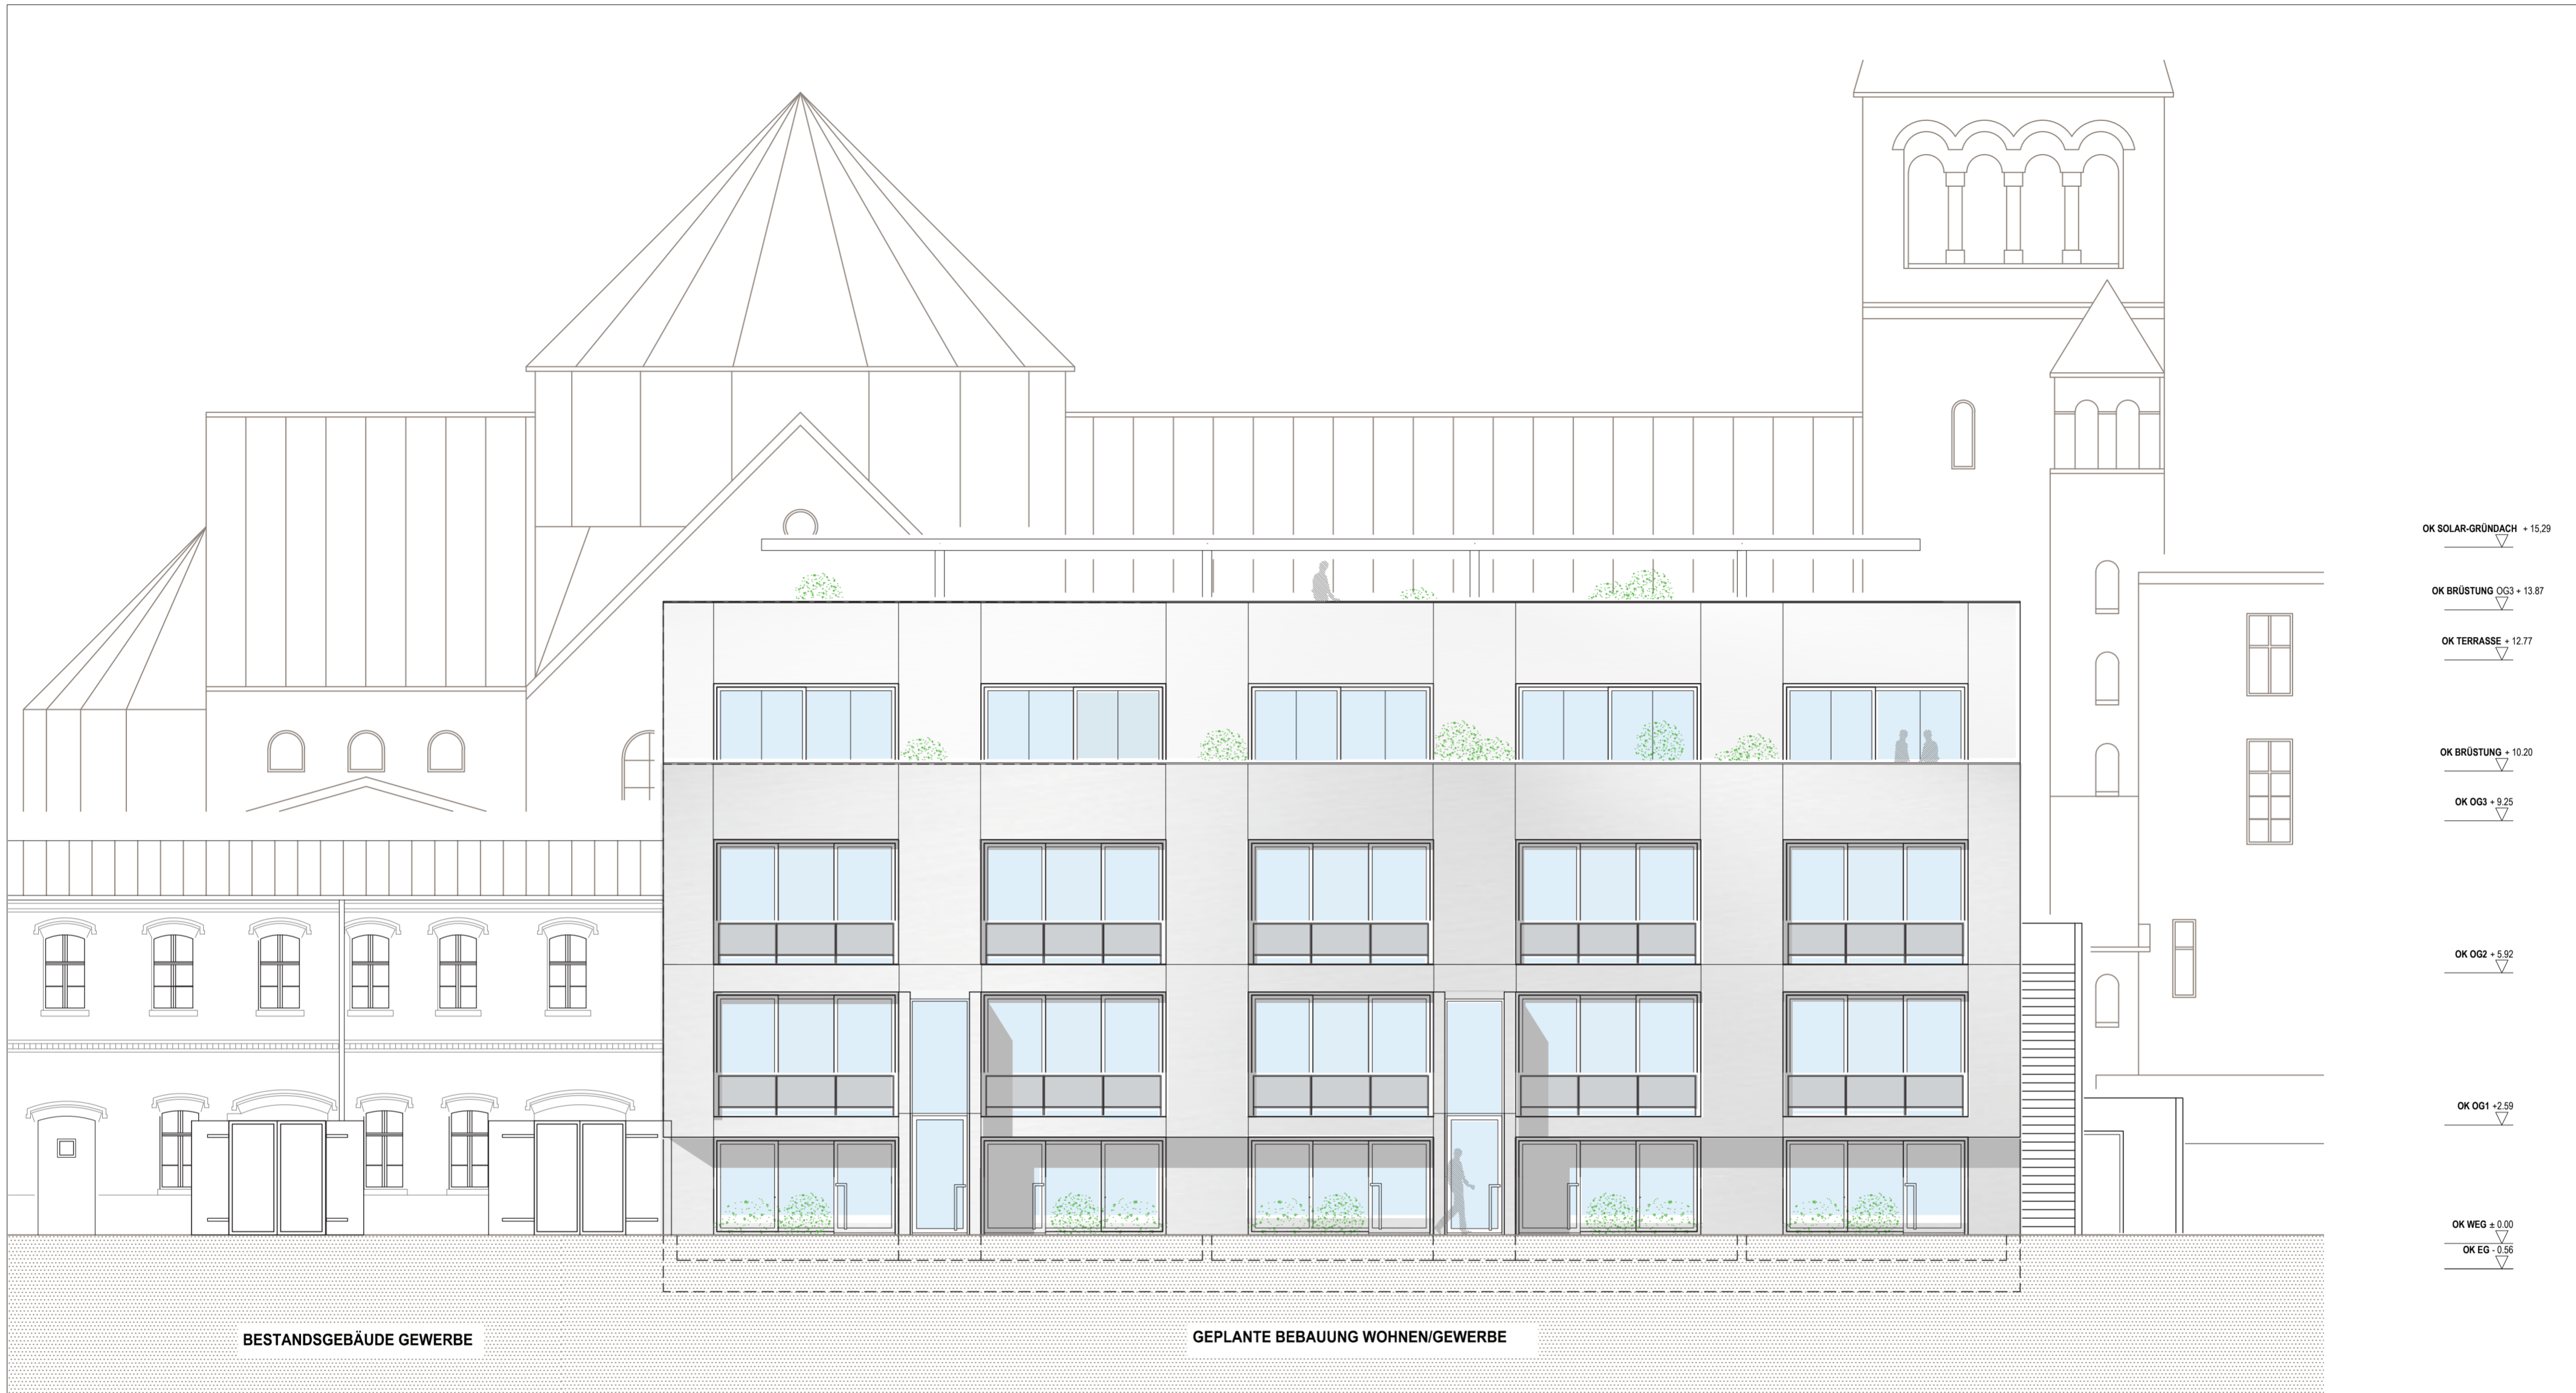 OK SOLAR-GRÜNDACH + 15,29
OK BRÜSTUNG OG3 + 13.87
OK TERRASSE + 12.77
OK BRÜSTUNG + 10.20
OK OG3 + 9.25
OK OG2 + 5.92
OK OG1 +2.59
OK WEG ± 0.00
OK EG - 0.56
BESTANDSGEBÄUDE GEWERBE
GEPLANTE BEBAUUNG WOHNEN/GEWERBE